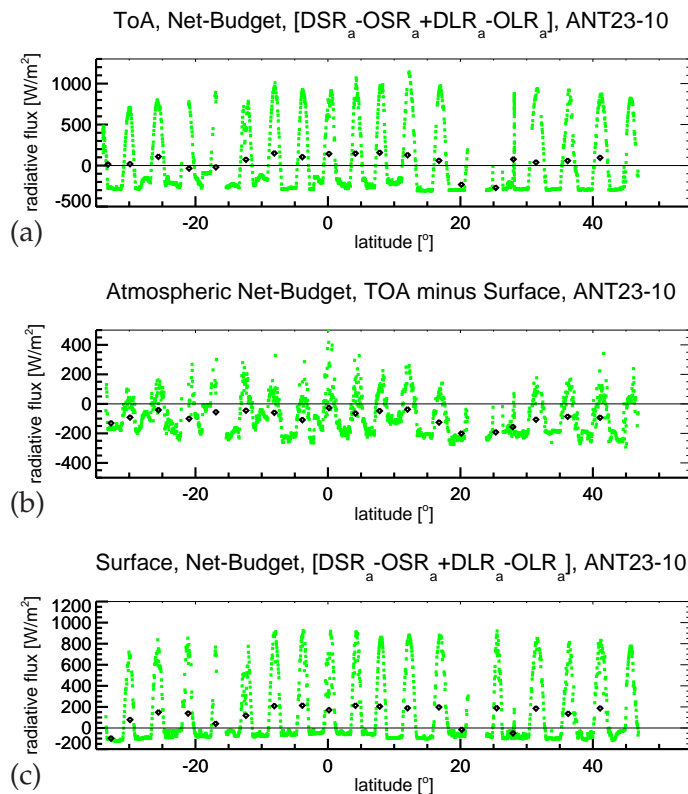 ToA, Net-Budget, [DSRa-OSRa+DLRa-OLRa], ANT23-10
radiative flux [W/m2]
1000
500
0
-500
-20 0 20 40
latitude [o]
(a)
Atmospheric Net-Budget, TOA minus Surface, ANT23-10
radiative flux [W/m2]
400
200
0
-200
-400
-20 0 20 40
latitude [o]
(b)
Surface, Net-Budget, [DSRa-OSRa+DLRa-OLRa], ANT23-10
radiative flux [W/m2]
1200
1000
800
600
400
200
0
-200
-20 0 20 40
latitude [o]
(c)